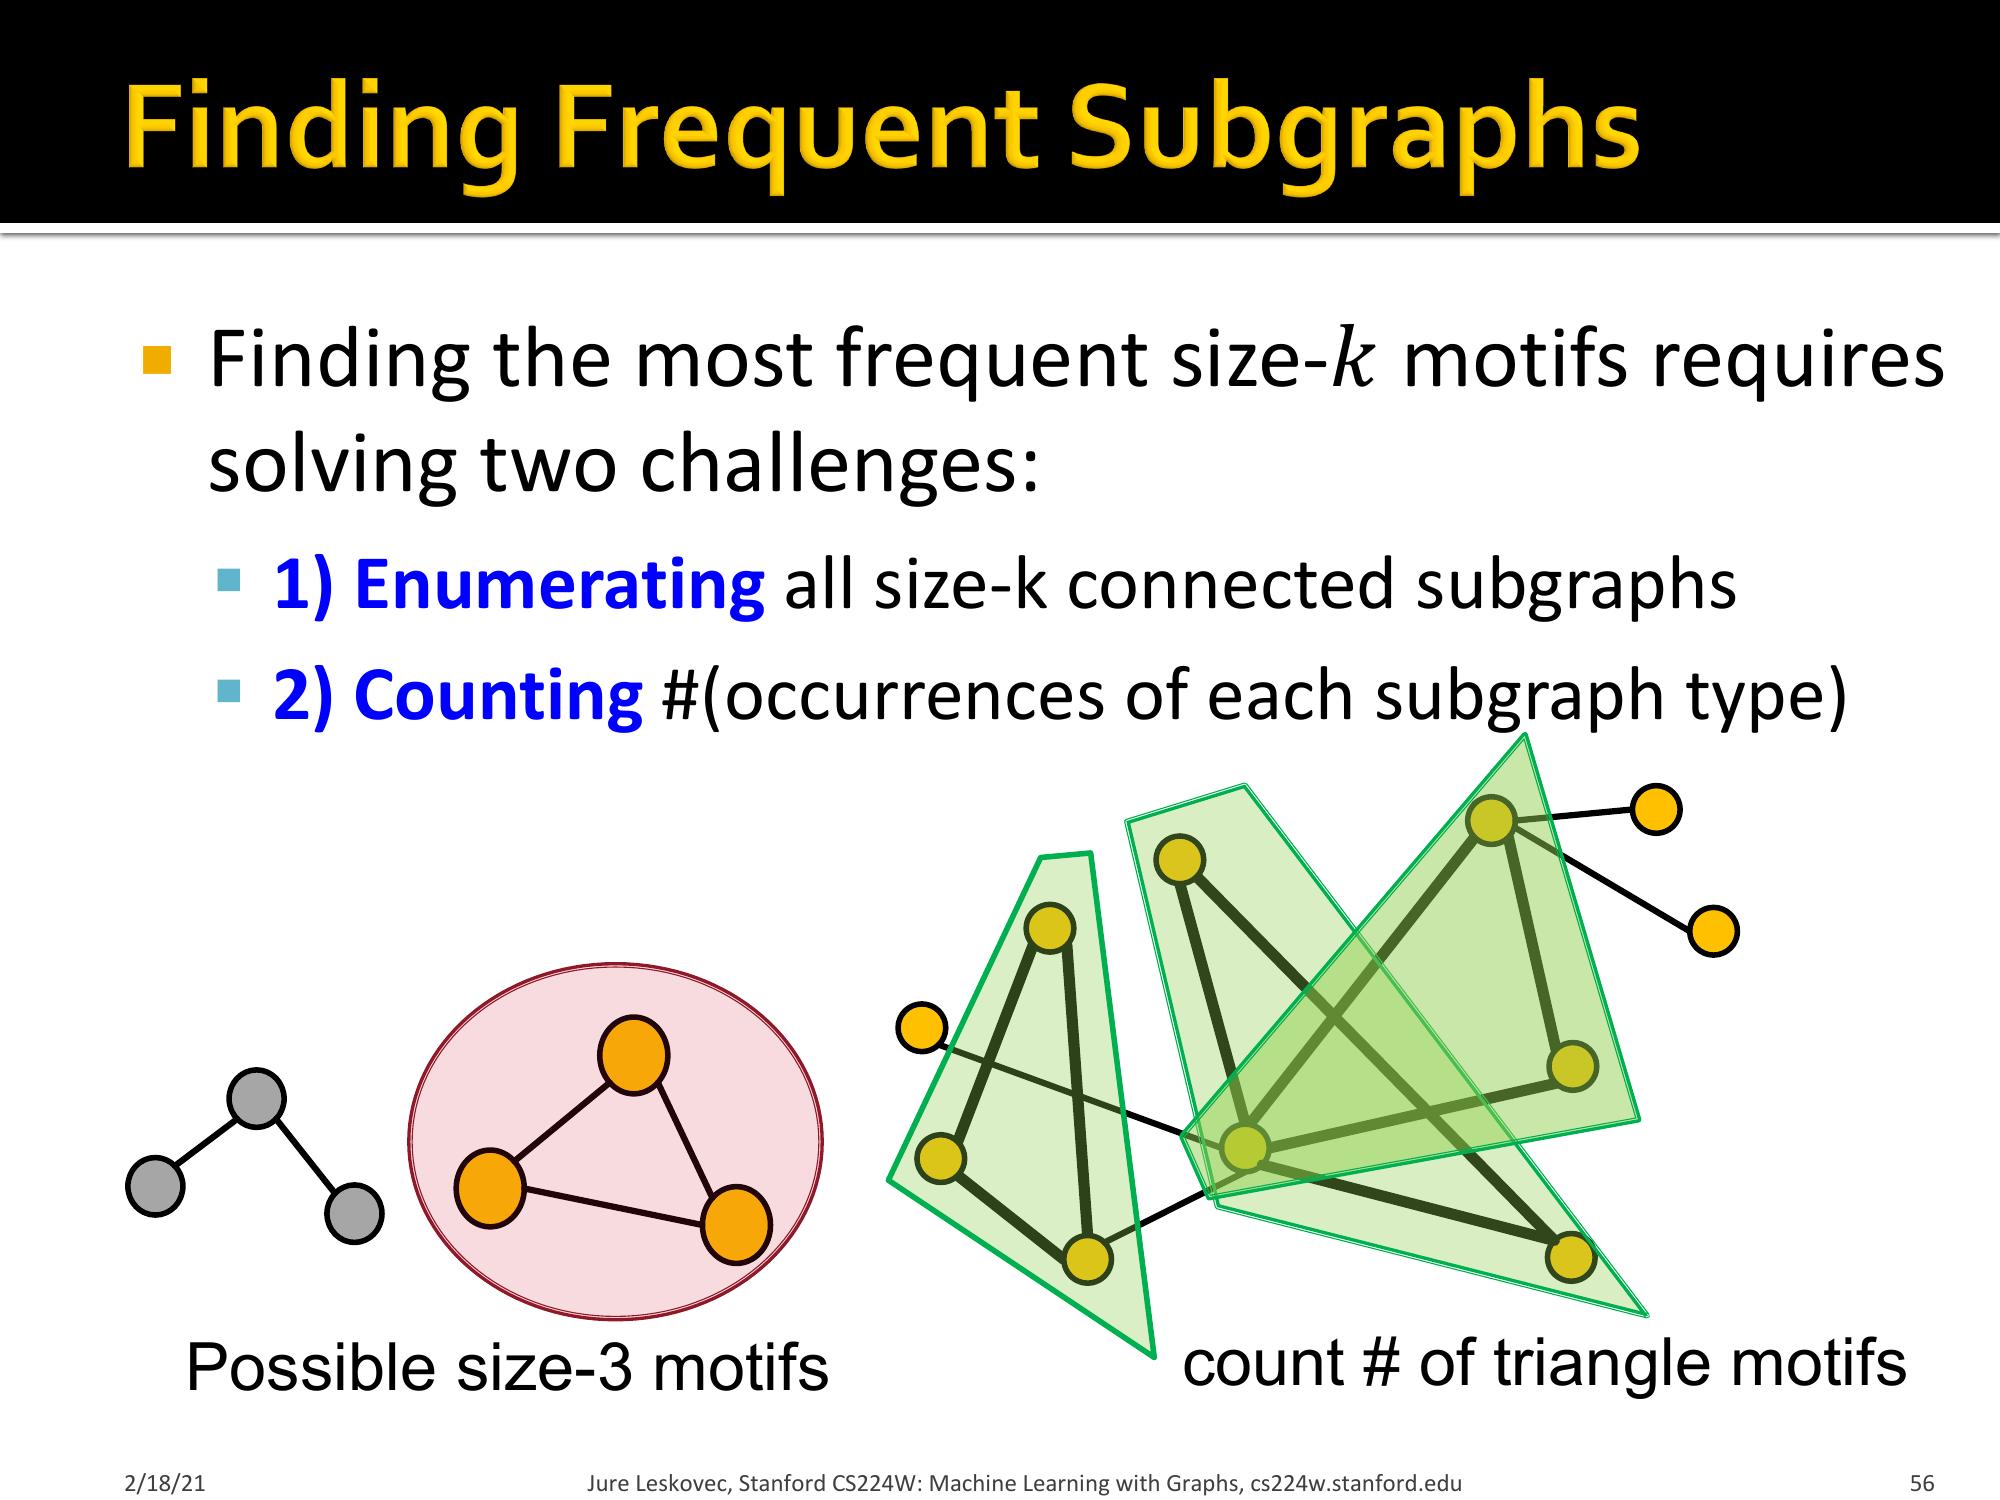 Finding Frequent Subgraphs
Finding the most frequent size-k motifs requires
solving two challenges:
1) Enumerating all size-k connected subgraphs
2) Counting #(occurrences of each subgraph type)
Possible size-3 motifs
count # of triangle motifs
2/18/21
Jure Leskovec, Stanford CS224W: Machine Learning with Graphs, cs224w.stanford.edu
56